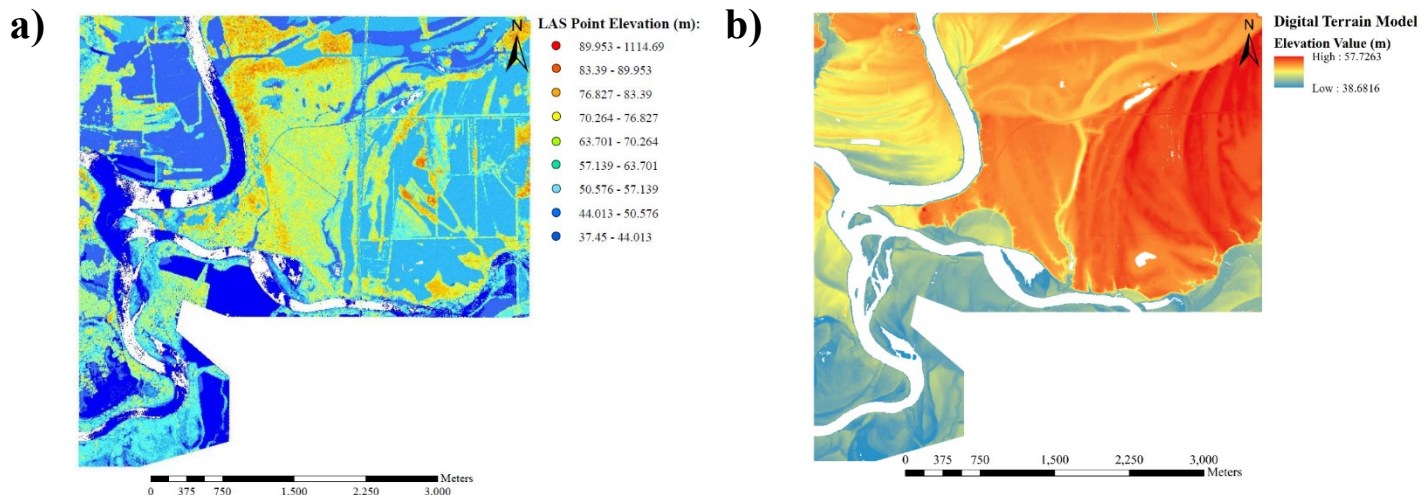 a)
N
LAS Point Elevation (m):
89.953 - 1114.69
83.39 - 89.953
76.827 - 83.39
70.264 - 76.827
63.701 - 70.264
57.139 - 63.701
50.576 - 57.139
44.013 - 50.576
37.45 - 44.013
Meters
0 375 750 1,500 2,250 3,000
b)
N
Digital Terrain Model
Elevation Value (m)
High : 57.7263
Low : 38.6816
0 375 750 1,500 2,250 3,000
Meters